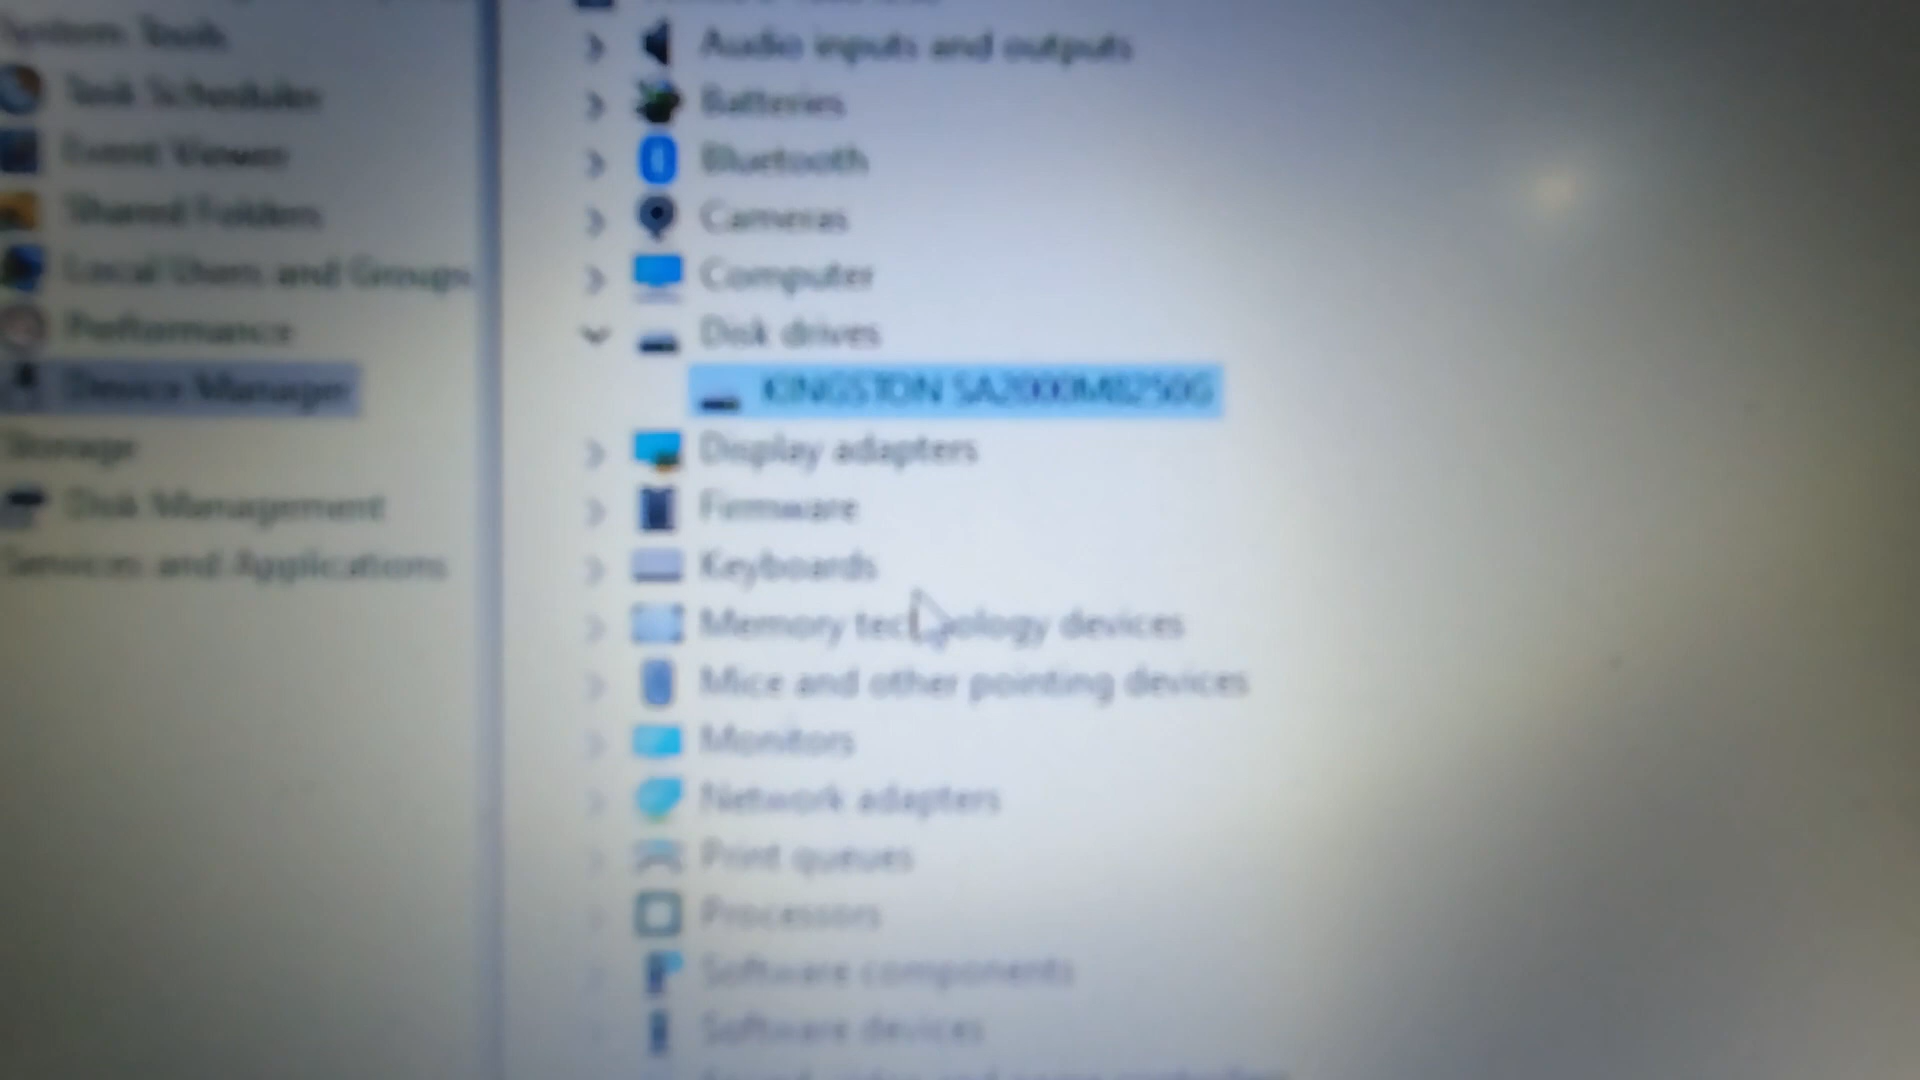 System Tools
Task Scheduler
Event Viewer
Shared Folders
Local Users and Groups
Performance
Device Manager
Storage
Disk Management
Services and Applications
Audio inputs and outputs
Batteries
Bluetooth
Cameras
Computer
Disk drives
KINGSTON SA2000M8250G
Display adapters
Firmware
Keyboards
Memory technology devices
Mice and other pointing devices
Monitors
Network adapters
Print queues
Processors
Software components
Software devices